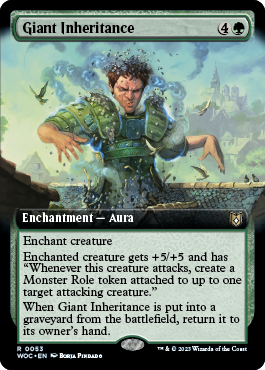 Giant Inheritance 4
Enchantment — Aura
Enchant creature
Enchanted creature gets +5/+5 and has
"Whenever this creature attacks, create a
Monster Role token attached to up to one
target attacking creature."
When Giant Inheritance is put into a
graveyard from the battlefield, return it to
its owner's hand.
R 0053
WOC • EN Borja Pindado
™ & © 2023 Wizards of the Coast